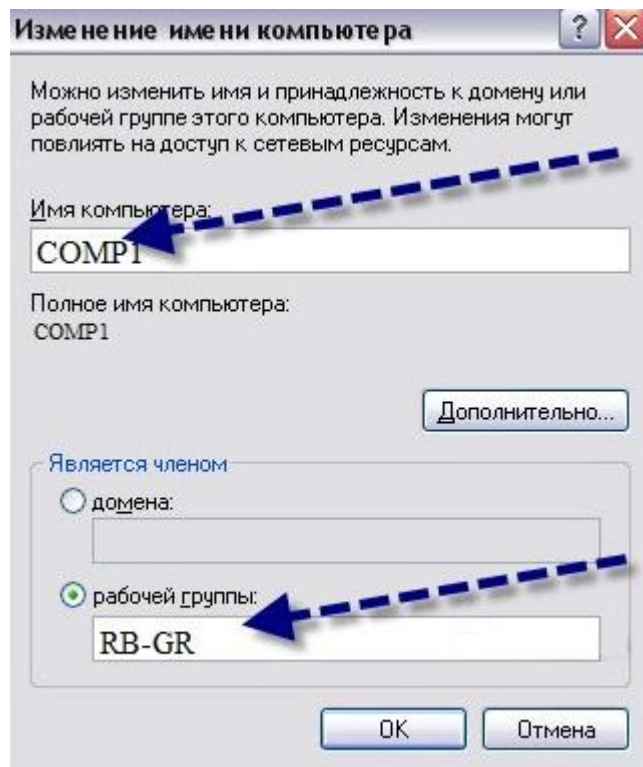 Изменение имени компьютера
?
Можно изменить имя и принадлежность к домену или
рабочей группе этого компьютера. Изменения могут
повлиять на доступ к сетевым ресурсам.
Имя компьютера:
COMP1
Полное имя компьютера:
COMP1
Дополнительно...
Является членом
домена:
рабочей группы:
RB-GR
OK
Отмена